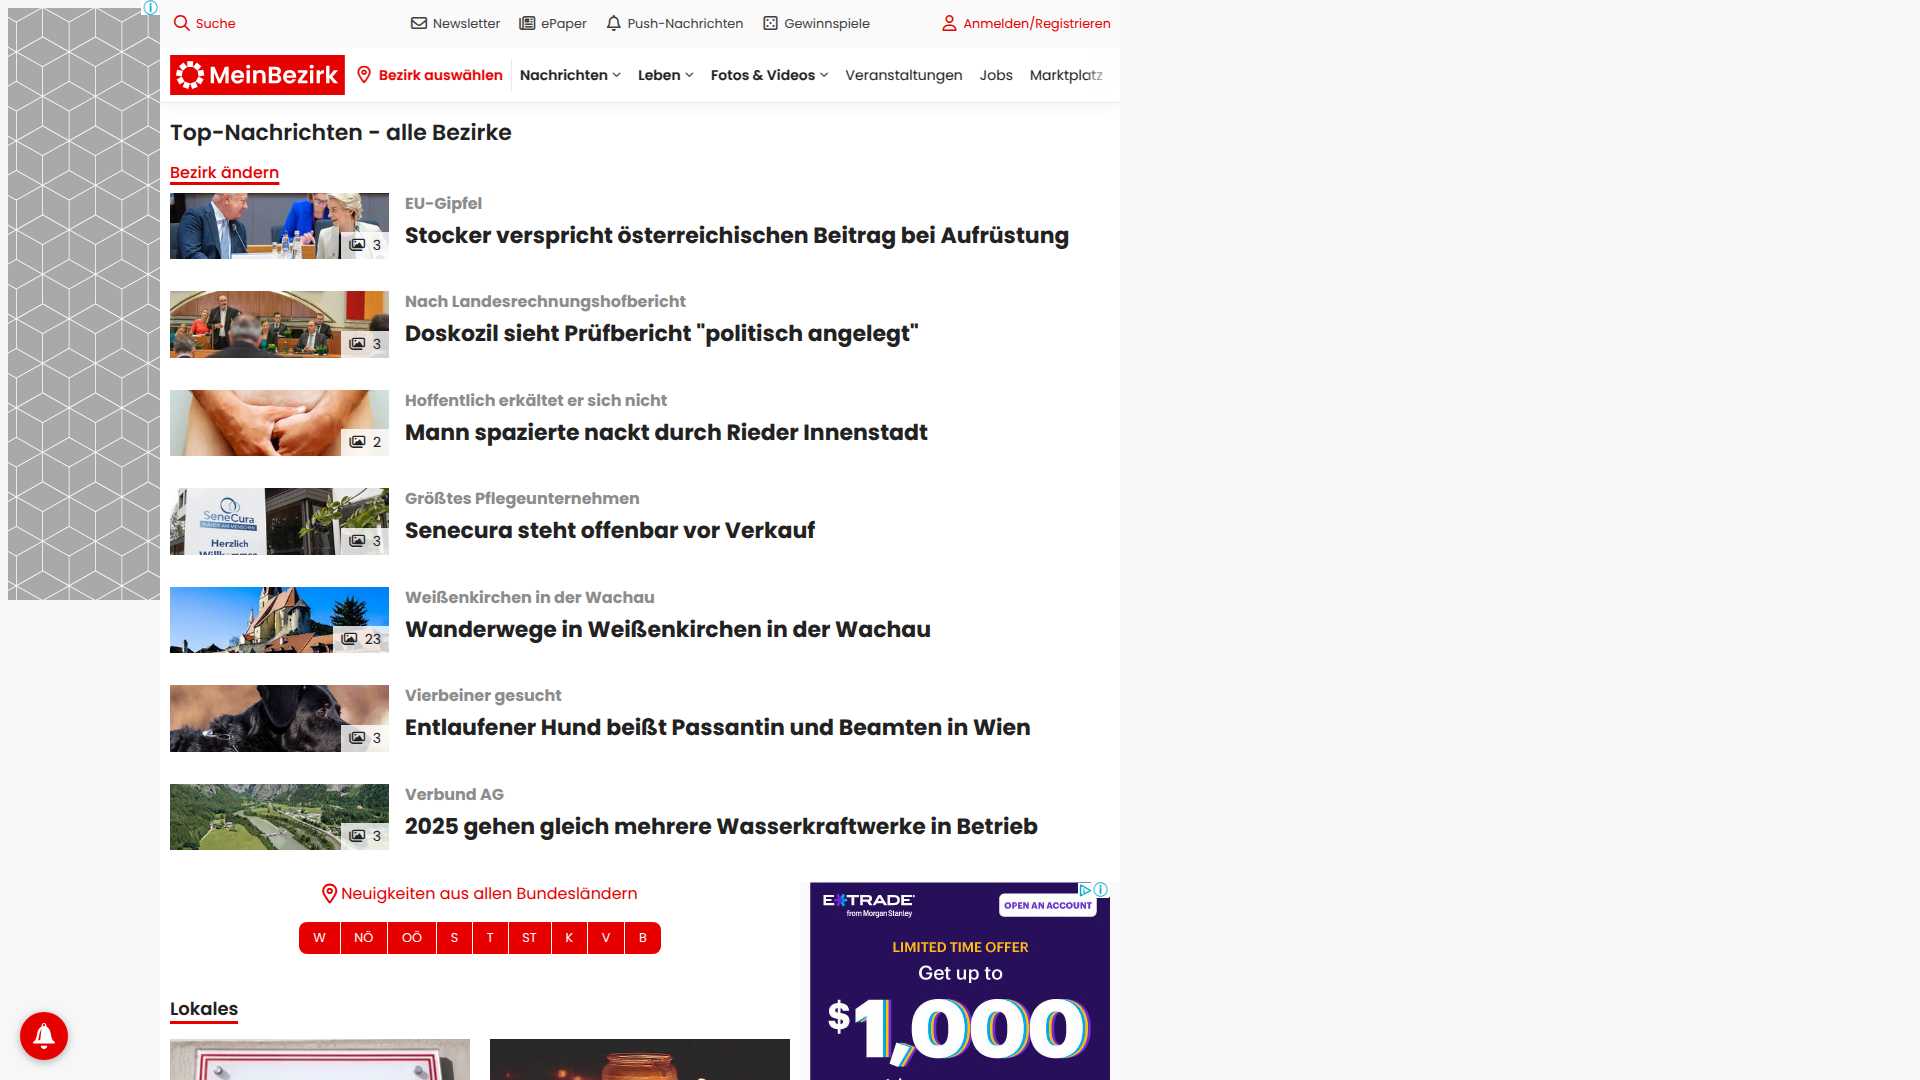 Suche
Newsletter
ePaper
Push-Nachrichten
Gewinnspiele
Anmelden/Registrieren
MeinBezirk
Bezirk auswählen
Nachrichten
Leben
Fotos & Videos
Veranstaltungen
Jobs
Marktplatz
Top-Nachrichten - alle Bezirke
Bezirk ändern
3
EU-Gipfel
Stocker verspricht österreichischen Beitrag bei Aufrüstung
3
Nach Landesrechnungshofbericht
Doskozil sieht Prüfbericht "politisch angelegt"
2
Hoffentlich erkältet er sich nicht
Mann spazierte nackt durch Rieder Innenstadt
SeneCura
Herzlich
3
Größtes Pflegeunternehmen
Senecura steht offenbar vor Verkauf
23
Weißenkirchen in der Wachau
Wanderwege in Weißenkirchen in der Wachau
3
Vierbeiner gesucht
Entlaufener Hund beißt Passantin und Beamten in Wien
3
Verbund AG
2025 gehen gleich mehrere Wasserkraftwerke in Betrieb
Neuigkeiten aus allen Bundesländern
W NÖ OÖ S T ST K V B
E*TRADE
from Morgan Stanley
OPEN AN ACCOUNT
LIMITED TIME OFFER
Get up to
$1,000
Lokales